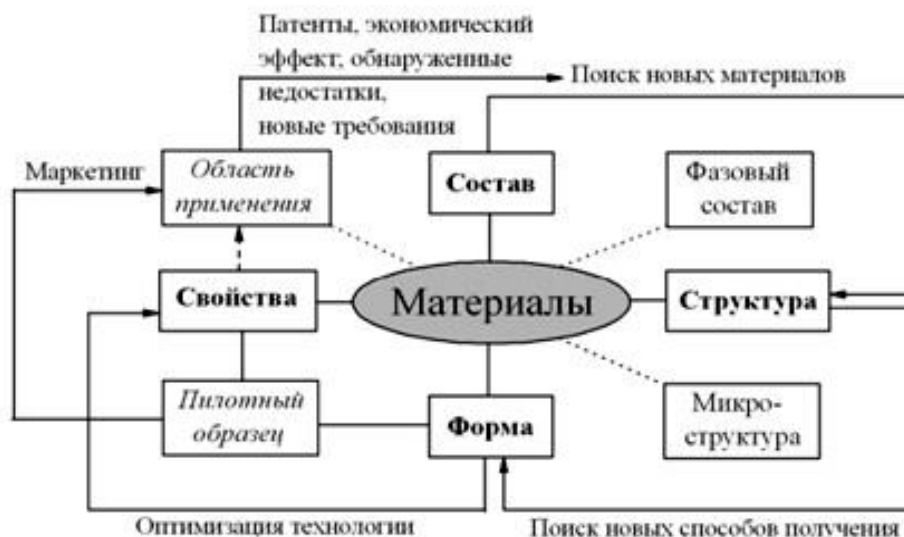 Патенты, экономический
эффект, обнаруженные
недостатки,
новые требования
Поиск новых материалов
Маркетинг
Область
применения
Состав
Фазовый
состав
Свойства
Материалы
Структура
Пилотный
образец
Форма
Микро-
структура
Оптимизация технологии
Поиск новых способов получения